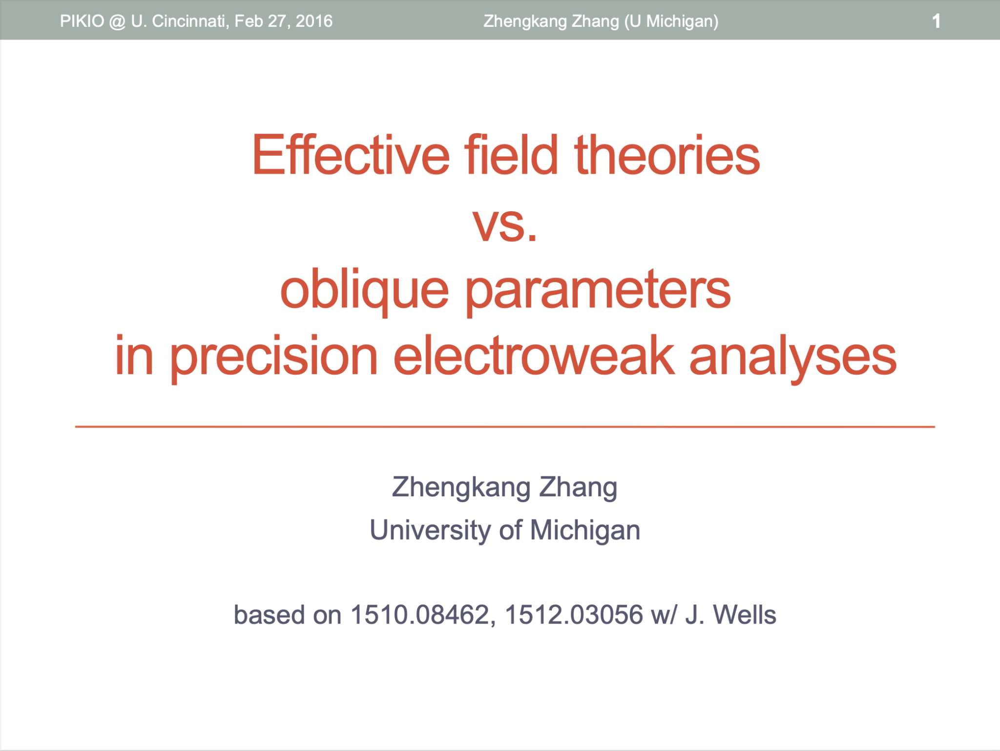 PIKIO @ U. Cincinnati, Feb 27, 2016 Zhengkang Zhang (U Michigan) 1
Effective field theories
vs.
oblique parameters
in precision electroweak analyses
Zhengkang Zhang
University of Michigan
based on 1510.08462, 1512.03056 w/ J. Wells